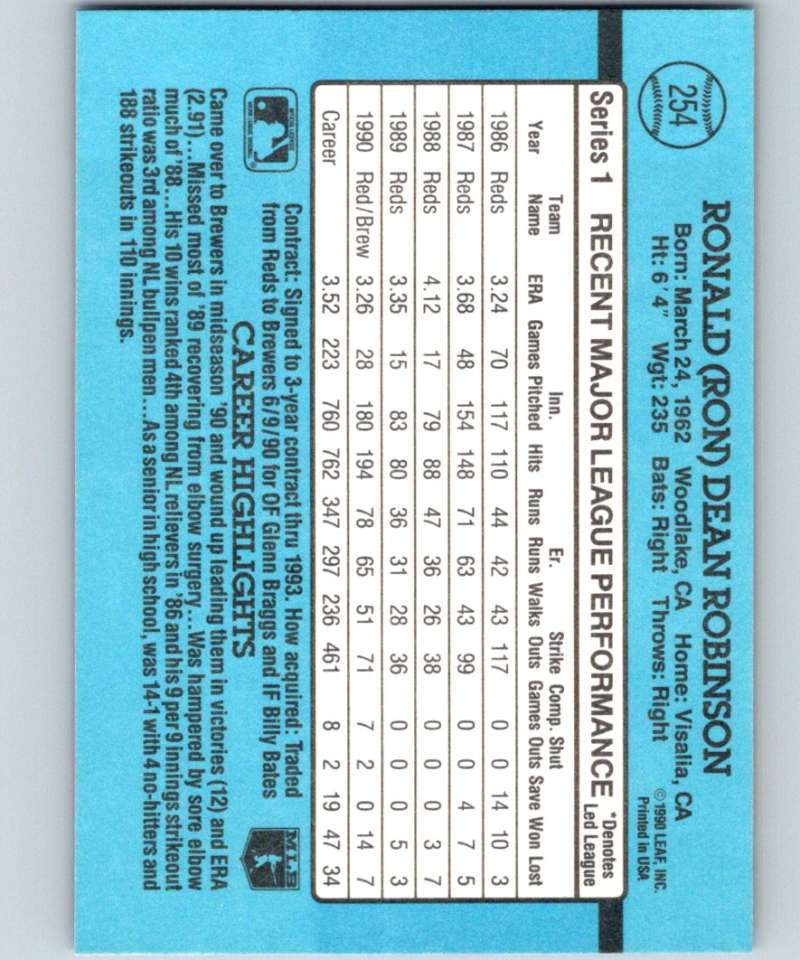 254
RONALD (RON) DEAN ROBINSON
Born: March 24, 1962 Woodlake, CA Home: Visalia, CA
Ht: 6' 4" Wgt: 235 Bats: Right Throws: Right
©1990 LEAF, INC.
Printed in USA
Series 1 RECENT MAJOR LEAGUE PERFORMANCE *Denotes Led League
Team Inn. Er. Strike Comp. Shut
Year Name ERA Games Pitched Hits Runs Runs Walks Outs Games Outs Save Won Lost
1986 Reds 3.24 70 117 110 44 42 43 117 0 0 14 10 3
1987 Reds 3.68 48 154 148 71 63 43 99 0 0 4 7 5
1988 Reds 4.12 17 79 88 47 36 26 38 0 0 0 3 7
1989 Reds 3.35 15 83 80 36 31 28 36 0 0 0 5 3
1990 Red/Brew 3.26 28 180 194 78 65 51 71 7 2 0 14 7
Career 3.52 223 760 762 347 297 236 461 8 2 19 47 34
Contract: Signed to 3-year contract thru 1993. How acquired: Traded
from Reds to Brewers 6/9/90 for OF Glenn Braggs and IF Billy Bates
MLB
CAREER HIGHLIGHTS
Came over to Brewers in midseason '90 and wound up leading them in victories (12) and ERA
(2.91)...Missed most of '89 recovering from elbow surgery...Was hampered by sore elbow
much of '88...His 10 wins ranked 4th among NL relievers in '86 and his 9 per 9 innings strikeout
ratio was 3rd among NL bullpen men...As a senior in high school, was 14-1 with 4 no-hitters and
188 strikeouts in 110 innings.